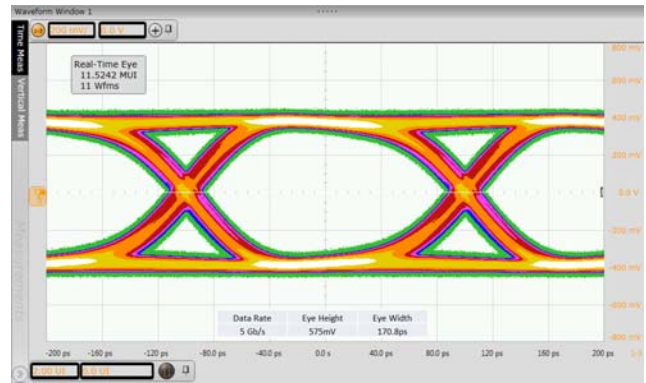 Waveform Window 1
200 mV/ 0.0 V
Time Meas
Vertical Meas
Measurements
Real-Time Eye
11.5242 MUI
11 Wfms
800 mV
400 mV
200 mV
0.0 V
-200 mV
-400 mV
-800 mV
Data Rate Eye Height Eye Width
5 Gb/s 575mV 170.8ps
-200 ps -160 ps -120 ps -80.0 ps -40.0 ps 0.0 s 40.0 ps 80.0 ps 120 ps 160 ps 200 ps
2.00 UI 0.0 UI